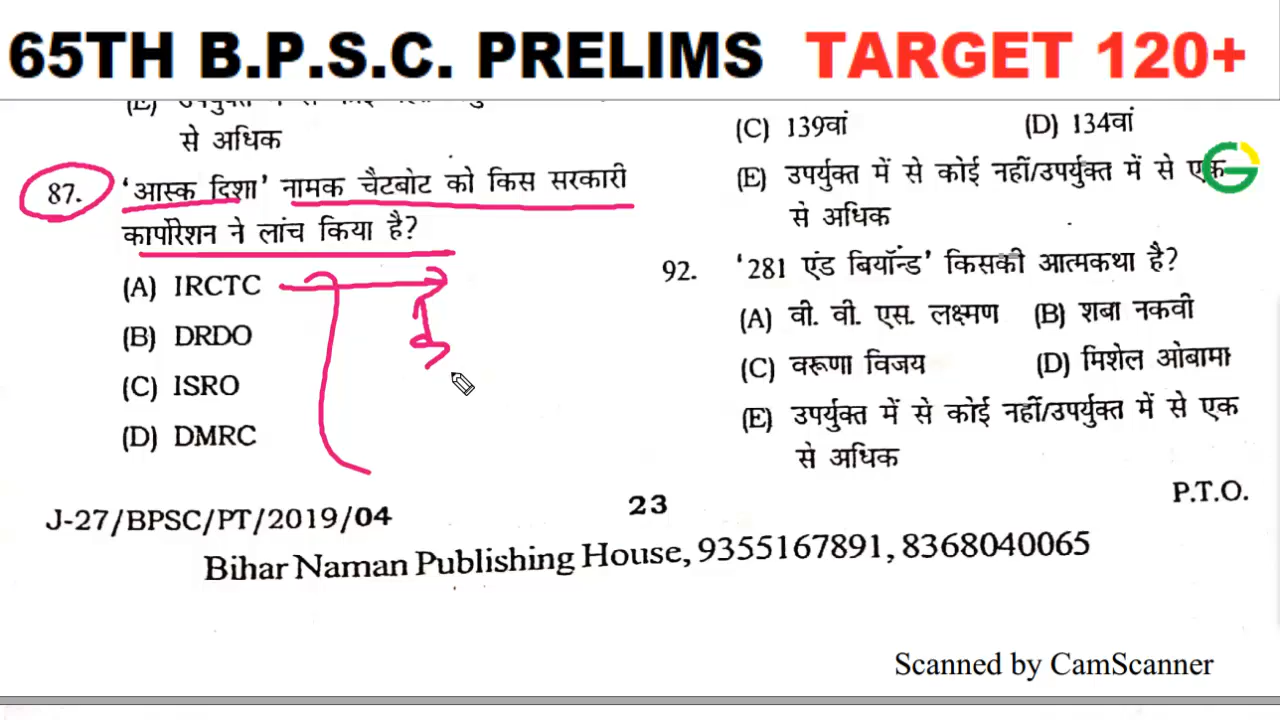 65TH B.P.S.C. PRELIMS TARGET 120+
से अधिक
87. 'आस्क दिशा' नामक चैटबोट को किस सरकारी
कार्पोरेशन ने लांच किया है?
(A) IRCTC
(B) DRDO
(C) ISRO
(D) DMRC
(C) 139वां (D) 134वां
(E) उपर्युक्त में से कोई नहीं/उपर्युक्त में से एक
से अधिक
92. '281 एंड बियॉन्ड' किसकी आत्मकथा है?
(A) वी. वी. एस. लक्ष्मण (B) शबा नकवी
(C) वरूणा विजय (D) मिशेल ओबामा
(E) उपर्युक्त में से कोई नहीं/उपर्युक्त में से एक
से अधिक
P.T.O.
J-27/BPSC/PT/2019/04 23
Bihar Naman Publishing House, 9355167891, 8368040065
Scanned by CamScanner